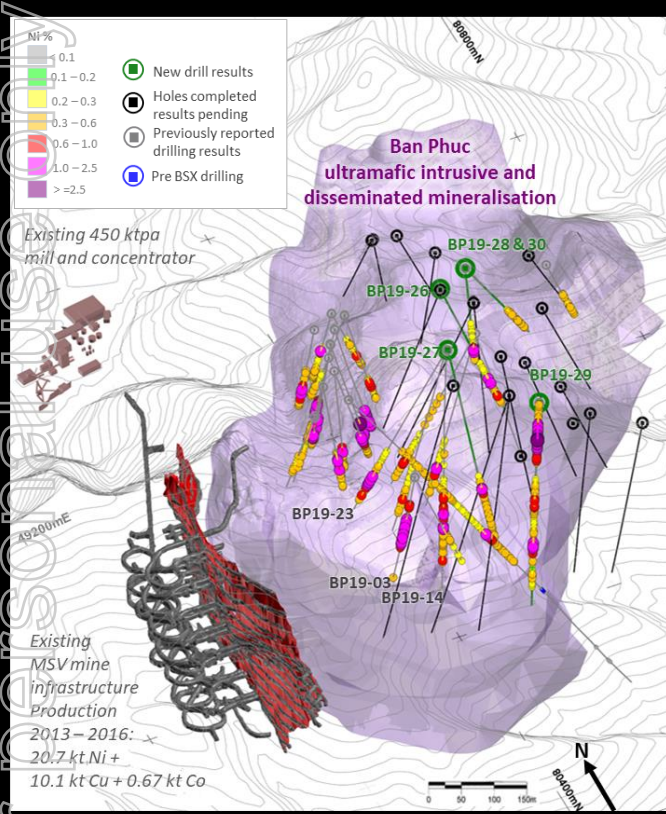 Ni %
< 0.1
0.1 – 0.2
0.2 – 0.3
0.3 – 0.6
0.6 – 1.0
1.0 – 2.5
> =2.5
New drill results
Holes completed
results pending
Previously reported
drilling results
Pre BSX drilling
80800mN
Ban Phuc
ultramafic intrusive and
disseminated mineralisation
Existing 450 ktpa
mill and concentrator
BP19-28 & 30
BP19-26
BP19-27
BP19-29
BP19-23
BP19-03
BP19-14
49200mE
Existing
MSV mine
infrastructure
Production
2013 – 2016:
20.7 kt Ni +
10.1 kt Cu + 0.67 kt Co
N
80400mN
0 50 100 150m
personal use only